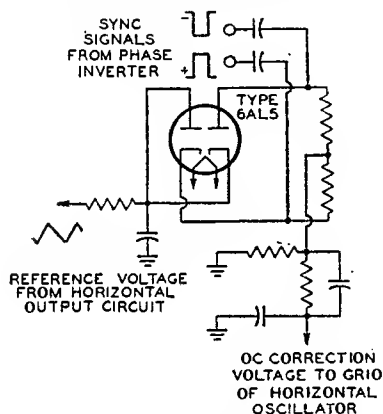 SYNC
SIGNALS
FROM PHASE
INVERTER
−
+
TYPE
6AL5
REFERENCE VOLTAGE
FROM HORIZONTAL
OUTPUT CIRCUIT
OC CORRECTION
VOLTAGE TO GRID
OF HORIZONTAL
OSCILLATOR